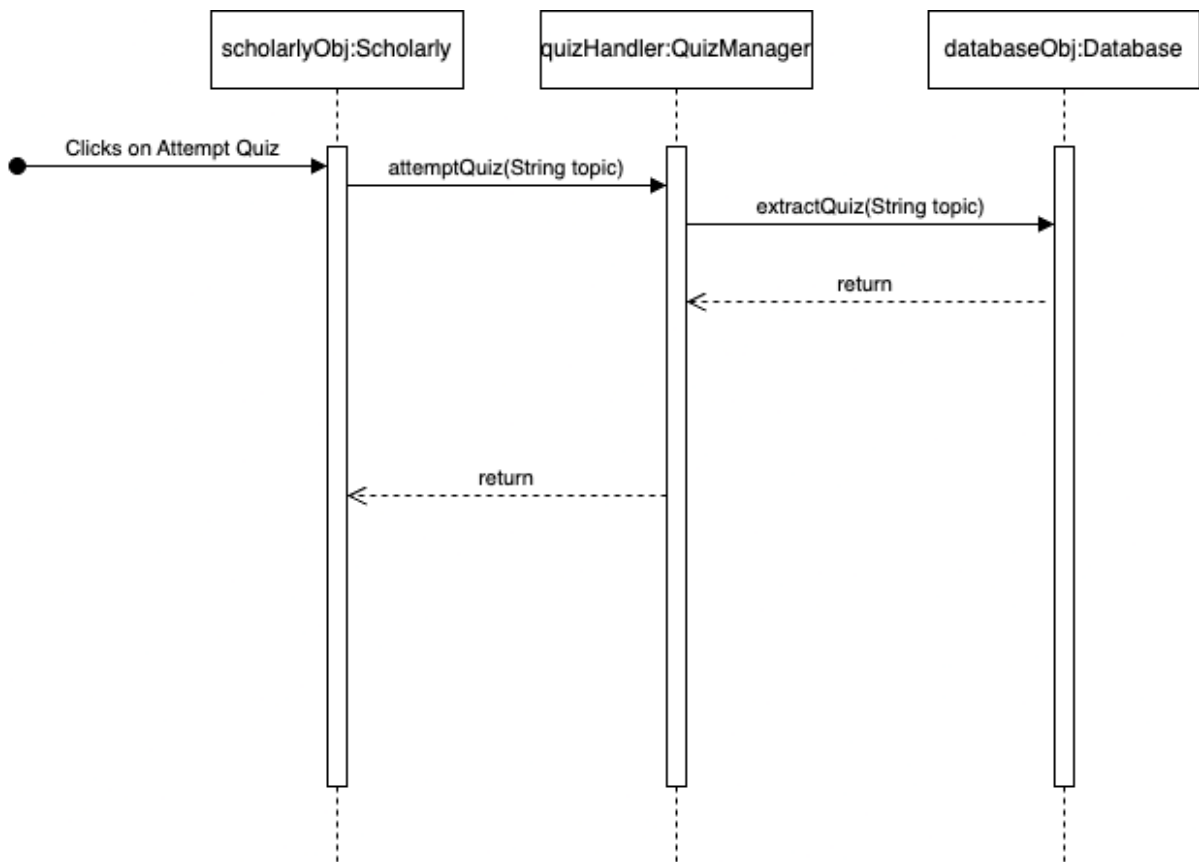 scholarlyObj:Scholarly
quizHandler:QuizManager
databaseObj:Database
Clicks on Attempt Quiz
attemptQuiz(String topic)
extractQuiz(String topic)
return
return